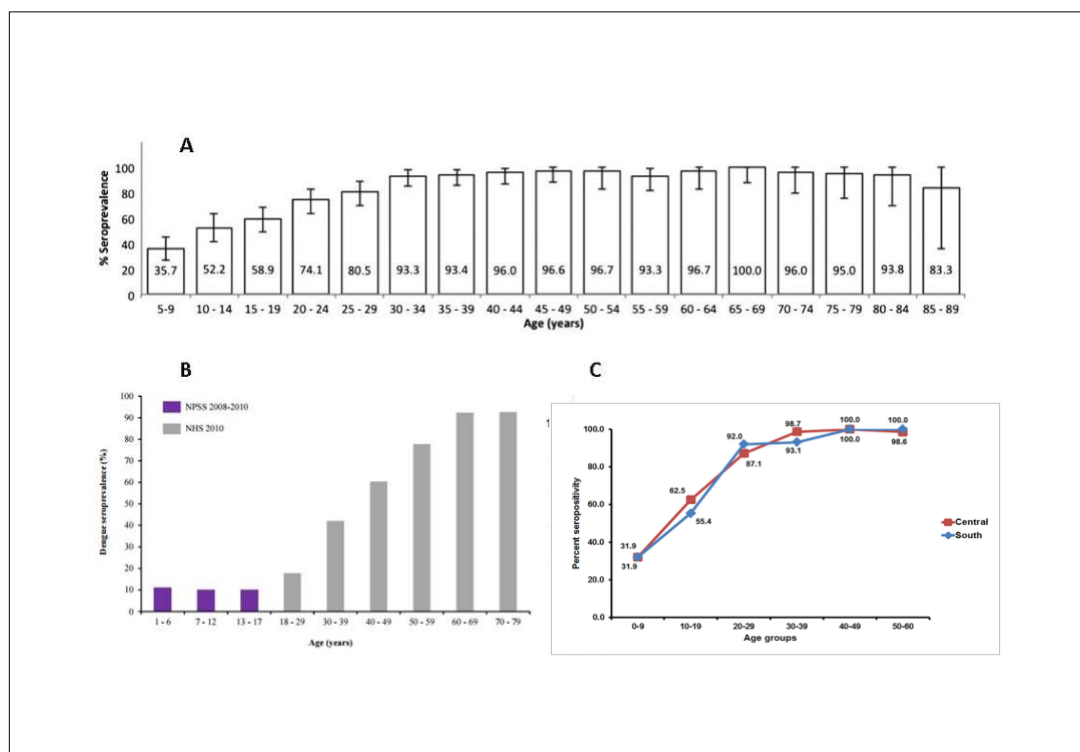 A
% Seroprevalence
100
80
60
40
20
0
35.7 52.2 58.9 74.1 80.5 93.3 93.4 96.0 96.6 96.7 93.3 96.7 100.0 96.0 95.0 93.8 83.3
5-9 10 - 14 15 - 19 20 - 24 25 - 29 30 - 34 35 - 39 40 - 44 45 - 49 50 - 54 55 - 59 60 - 64 65 - 69 70 - 74 75 - 79 80 - 84 85 - 89
Age (years)
B
NPSS 2008-2010
NHS 2010
Dengue seroprevalence (%)
100
90
80
70
60
50
40
30
20
10
0
1 - 6 7 - 12 13 - 17 18 - 29 30 - 39 40 - 49 50 - 59 60 - 69 70 - 79
Age (years)
C
1
Percent seropositivity
100.0
80.0
60.0
40.0
20.0
0.0
31.9
31.9
62.5
55.4
92.0
87.1
98.7
93.1
100.0
100.0
100.0
98.6
0-9 10-19 20-29 30-39 40-49 50-60
Age groups
Central
South